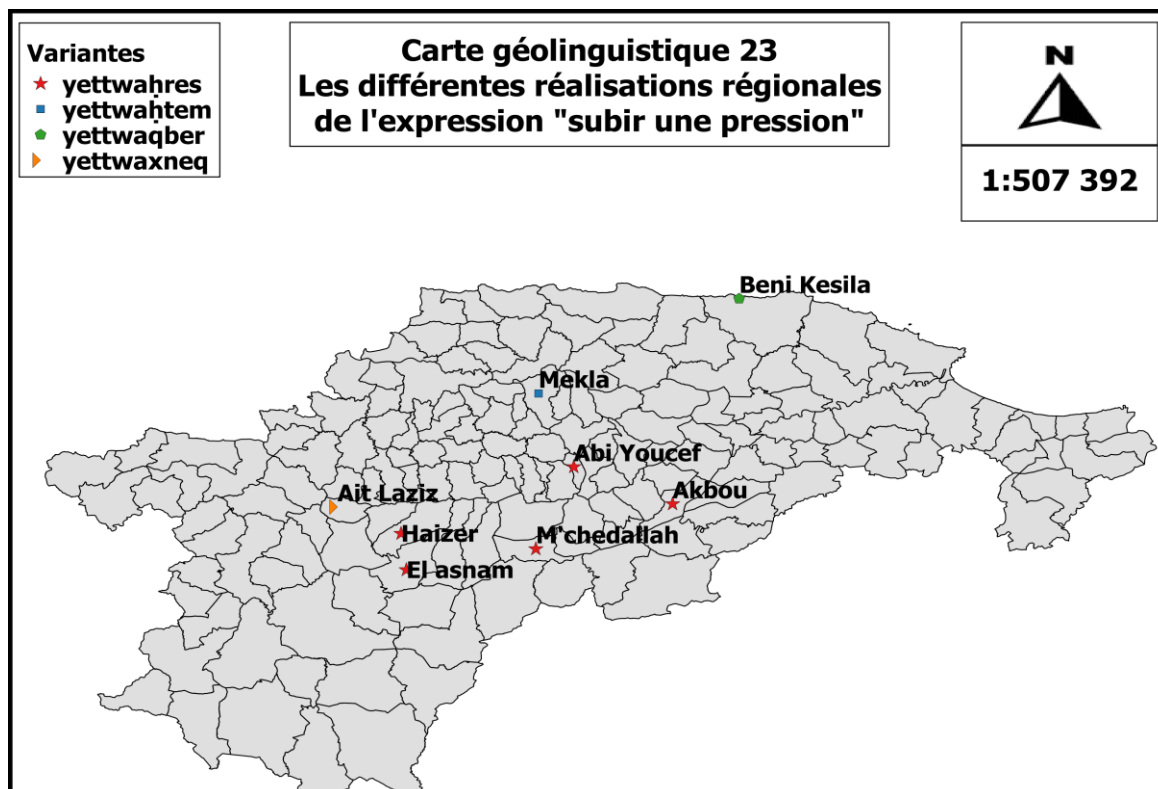 Variantes
yettwaḥres
yettwaḥtem
yettwaqber
yettwaxneq
Carte géolinguistique 23
Les différentes réalisations régionales
de l'expression "subir une pression"
N
1:507 392
Beni Kesila
Mekla
Abi Youcef
Akbou
Ait Laziz
Haizer
M'chedallah
El asnam